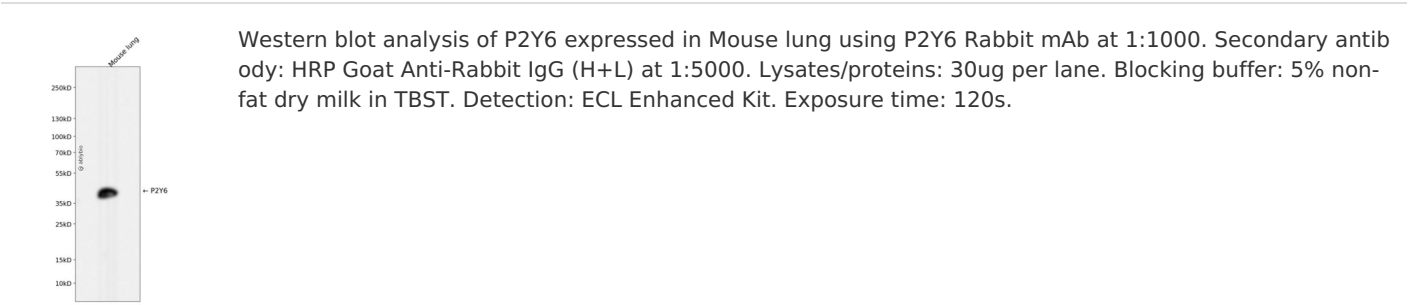 Mouse lung
250kD
130kD
100kD
70kD
55kD
35kD
25kD
15kD
10kD
@ abybio
← P2Y6
Western blot analysis of P2Y6 expressed in Mouse lung using P2Y6 Rabbit mAb at 1:1000. Secondary antib
ody: HRP Goat Anti-Rabbit IgG (H+L) at 1:5000. Lysates/proteins: 30ug per lane. Blocking buffer: 5% non-
fat dry milk in TBST. Detection: ECL Enhanced Kit. Exposure time: 120s.